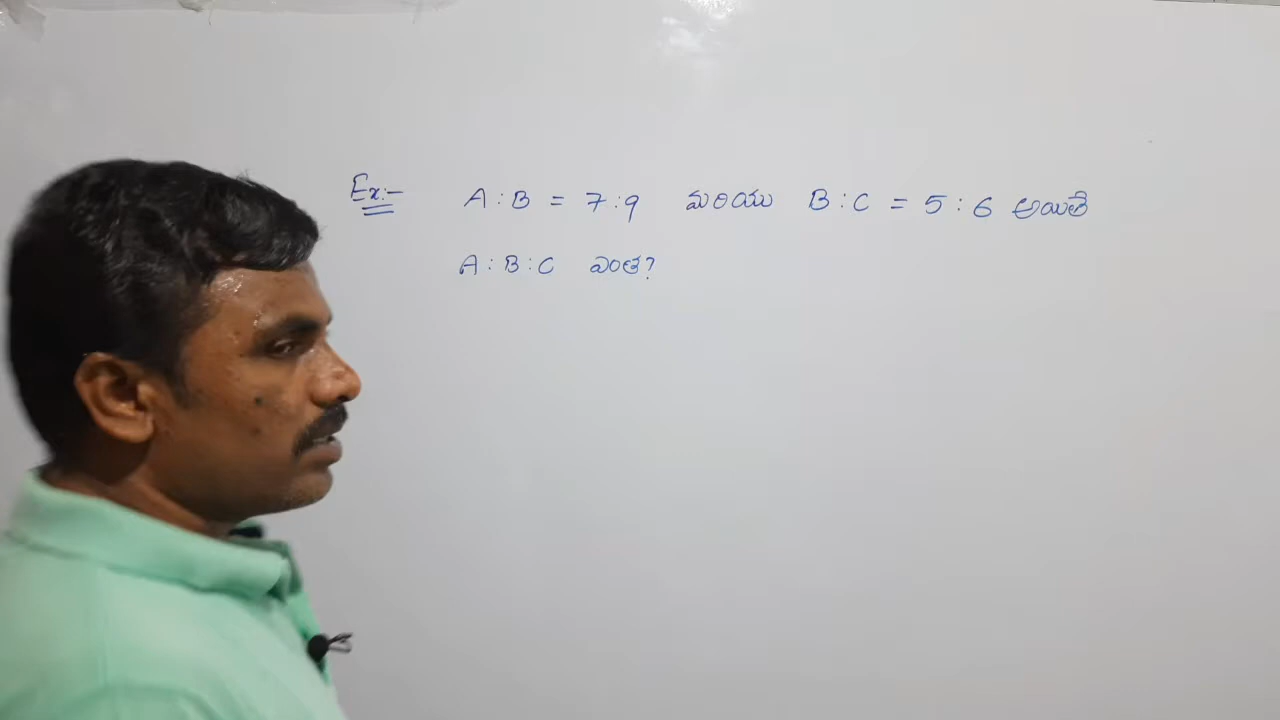 Ex:- A : B = 7 : 9 మరియు B : C = 5 : 6 అయితే
A : B : C ఎంత?